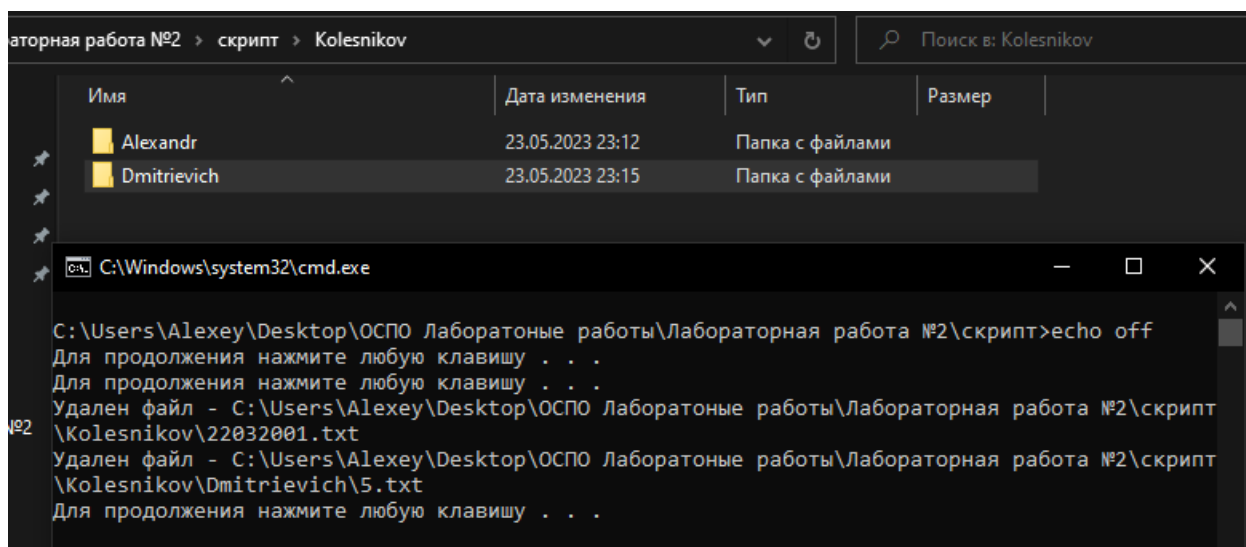 аторная работа №2 › скрипт › Kolesnikov
Поиск в: Kolesnikov
Имя Дата изменения Тип Размер
Alexandr 23.05.2023 23:12 Папка с файлами
Dmitrievich 23.05.2023 23:15 Папка с файлами
№2
C:\Windows\system32\cmd.exe
C:\Users\Alexey\Desktop\ОСПО Лаборатоные работы\Лабораторная работа №2\скрипт>echo off
Для продолжения нажмите любую клавишу . . .
Для продолжения нажмите любую клавишу . . .
Удален файл - C:\Users\Alexey\Desktop\ОСПО Лаборатоные работы\Лабораторная работа №2\скрипт
\Kolesnikov\22032001.txt
Удален файл - C:\Users\Alexey\Desktop\ОСПО Лаборатоные работы\Лабораторная работа №2\скрипт
\Kolesnikov\Dmitrievich\5.txt
Для продолжения нажмите любую клавишу . . .